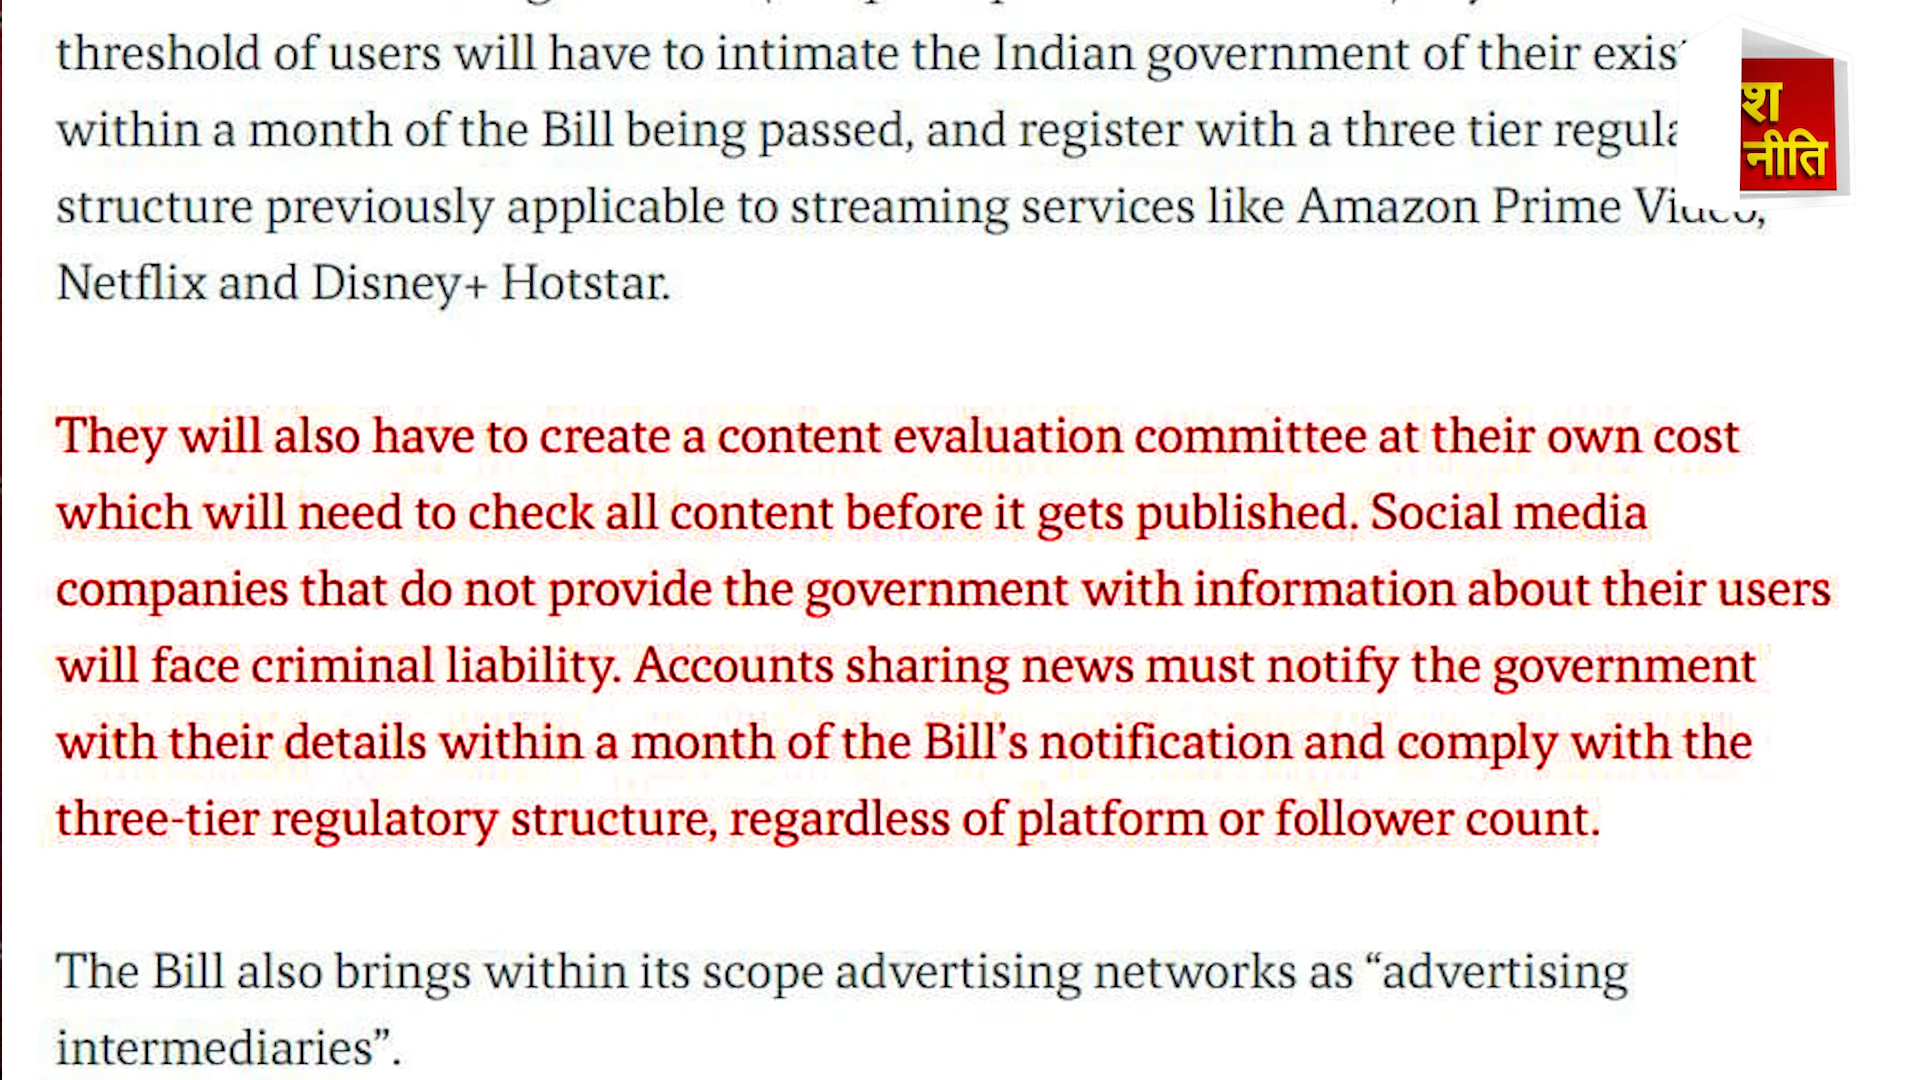 threshold of users will have to intimate the Indian government of their
within a month of the Bill being passed, and register with a three tier
structure previously applicable to streaming services like Amazon Prime Video,
Netflix and Disney+ Hotstar.
They will also have to create a content evaluation committee at their own cost
which will need to check all content before it gets published. Social media
companies that do not provide the government with information about their users
will face criminal liability. Accounts sharing news must notify the government
with their details within a month of the Bill's notification and comply with the
three-tier regulatory structure, regardless of platform or follower count.
The Bill also brings within its scope advertising networks as “advertising
intermediaries”.
श
नीति